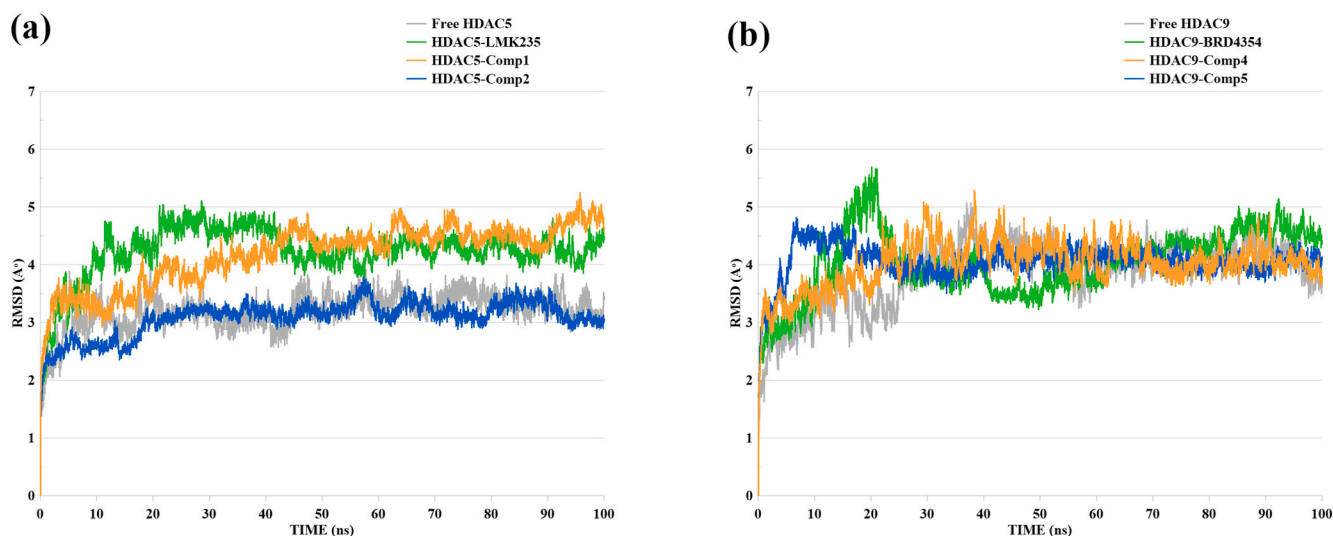 (a)
Free HDAC5
HDAC5-LMK235
HDAC5-Comp1
HDAC5-Comp2
7
6
5
4
3
2
1
0
RMSD (A°)
0 10 20 30 40 50 60 70 80 90 100
TIME (ns)
(b)
Free HDAC9
HDAC9-BRD4354
HDAC9-Comp4
HDAC9-Comp5
7
6
5
4
3
2
1
0
RMSD (A°)
0 10 20 30 40 50 60 70 80 90 100
TIME (ns)